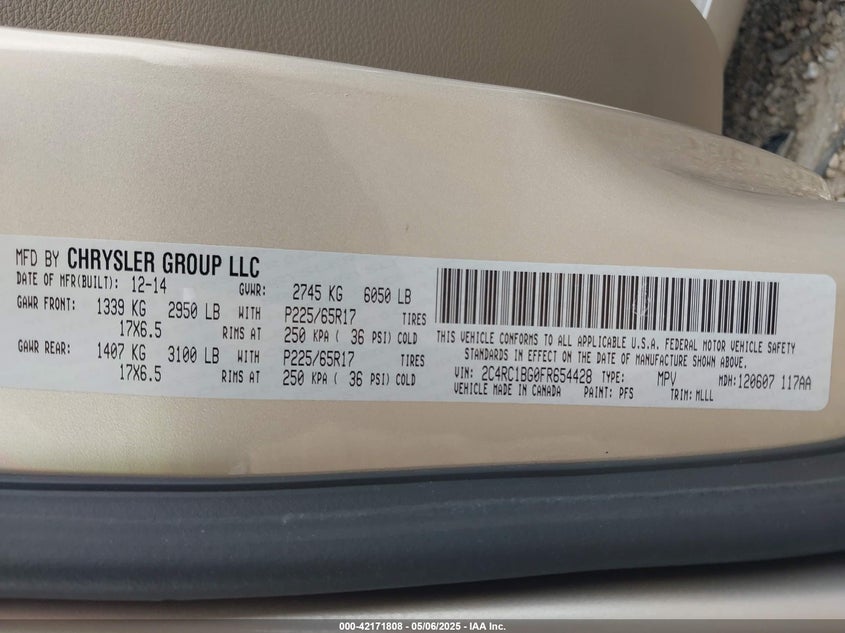 MFD BY CHRYSLER GROUP LLC
DATE OF MFR(BUILT): 12-14 GVWR: 2745 KG 6050 LB
GAWR FRONT: 1339 KG 2950 LB WITH P225/65R17 TIRES
17X6.5 RIMS AT 250 KPA ( 36 PSI) COLD
GAWR REAR: 1407 KG 3100 LB WITH P225/65R17 TIRES
17X6.5 RIMS AT 250 KPA ( 36 PSI) COLD
THIS VEHICLE CONFORMS TO ALL APPLICABLE U.S.A. FEDERAL MOTOR VEHICLE SAFETY
STANDARDS IN EFFECT ON THE DATE OF MANUFACTURE SHOWN ABOVE.
VIN: 2C4RC1BG0FR654428 TYPE: MPV MDH:120607 117AA
VEHICLE MADE IN CANADA PAINT: PFS TRIM: MLLL
000-42171808 — 05/06/2025 — IAA Inc.